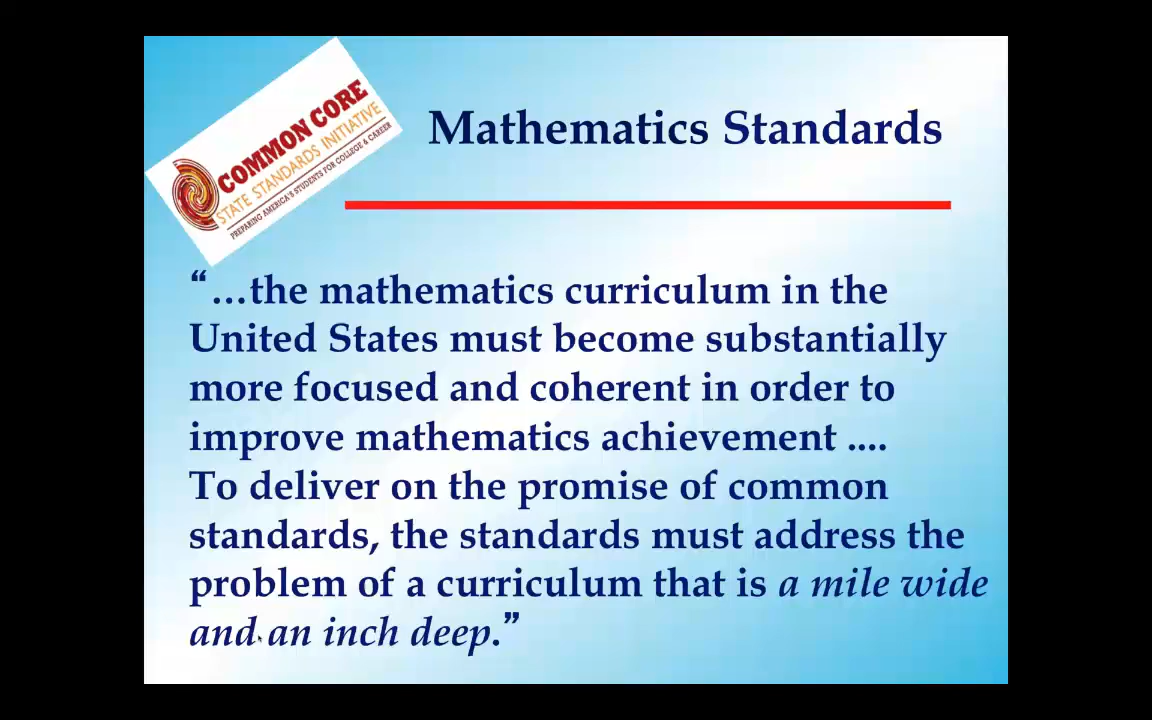 COMMON CORE
STATE STANDARDS INITIATIVE
PREPARING AMERICA'S STUDENTS FOR COLLEGE & CAREER
Mathematics Standards
“…the mathematics curriculum in the
United States must become substantially
more focused and coherent in order to
improve mathematics achievement ....
To deliver on the promise of common
standards, the standards must address the
problem of a curriculum that is a mile wide
and an inch deep.”